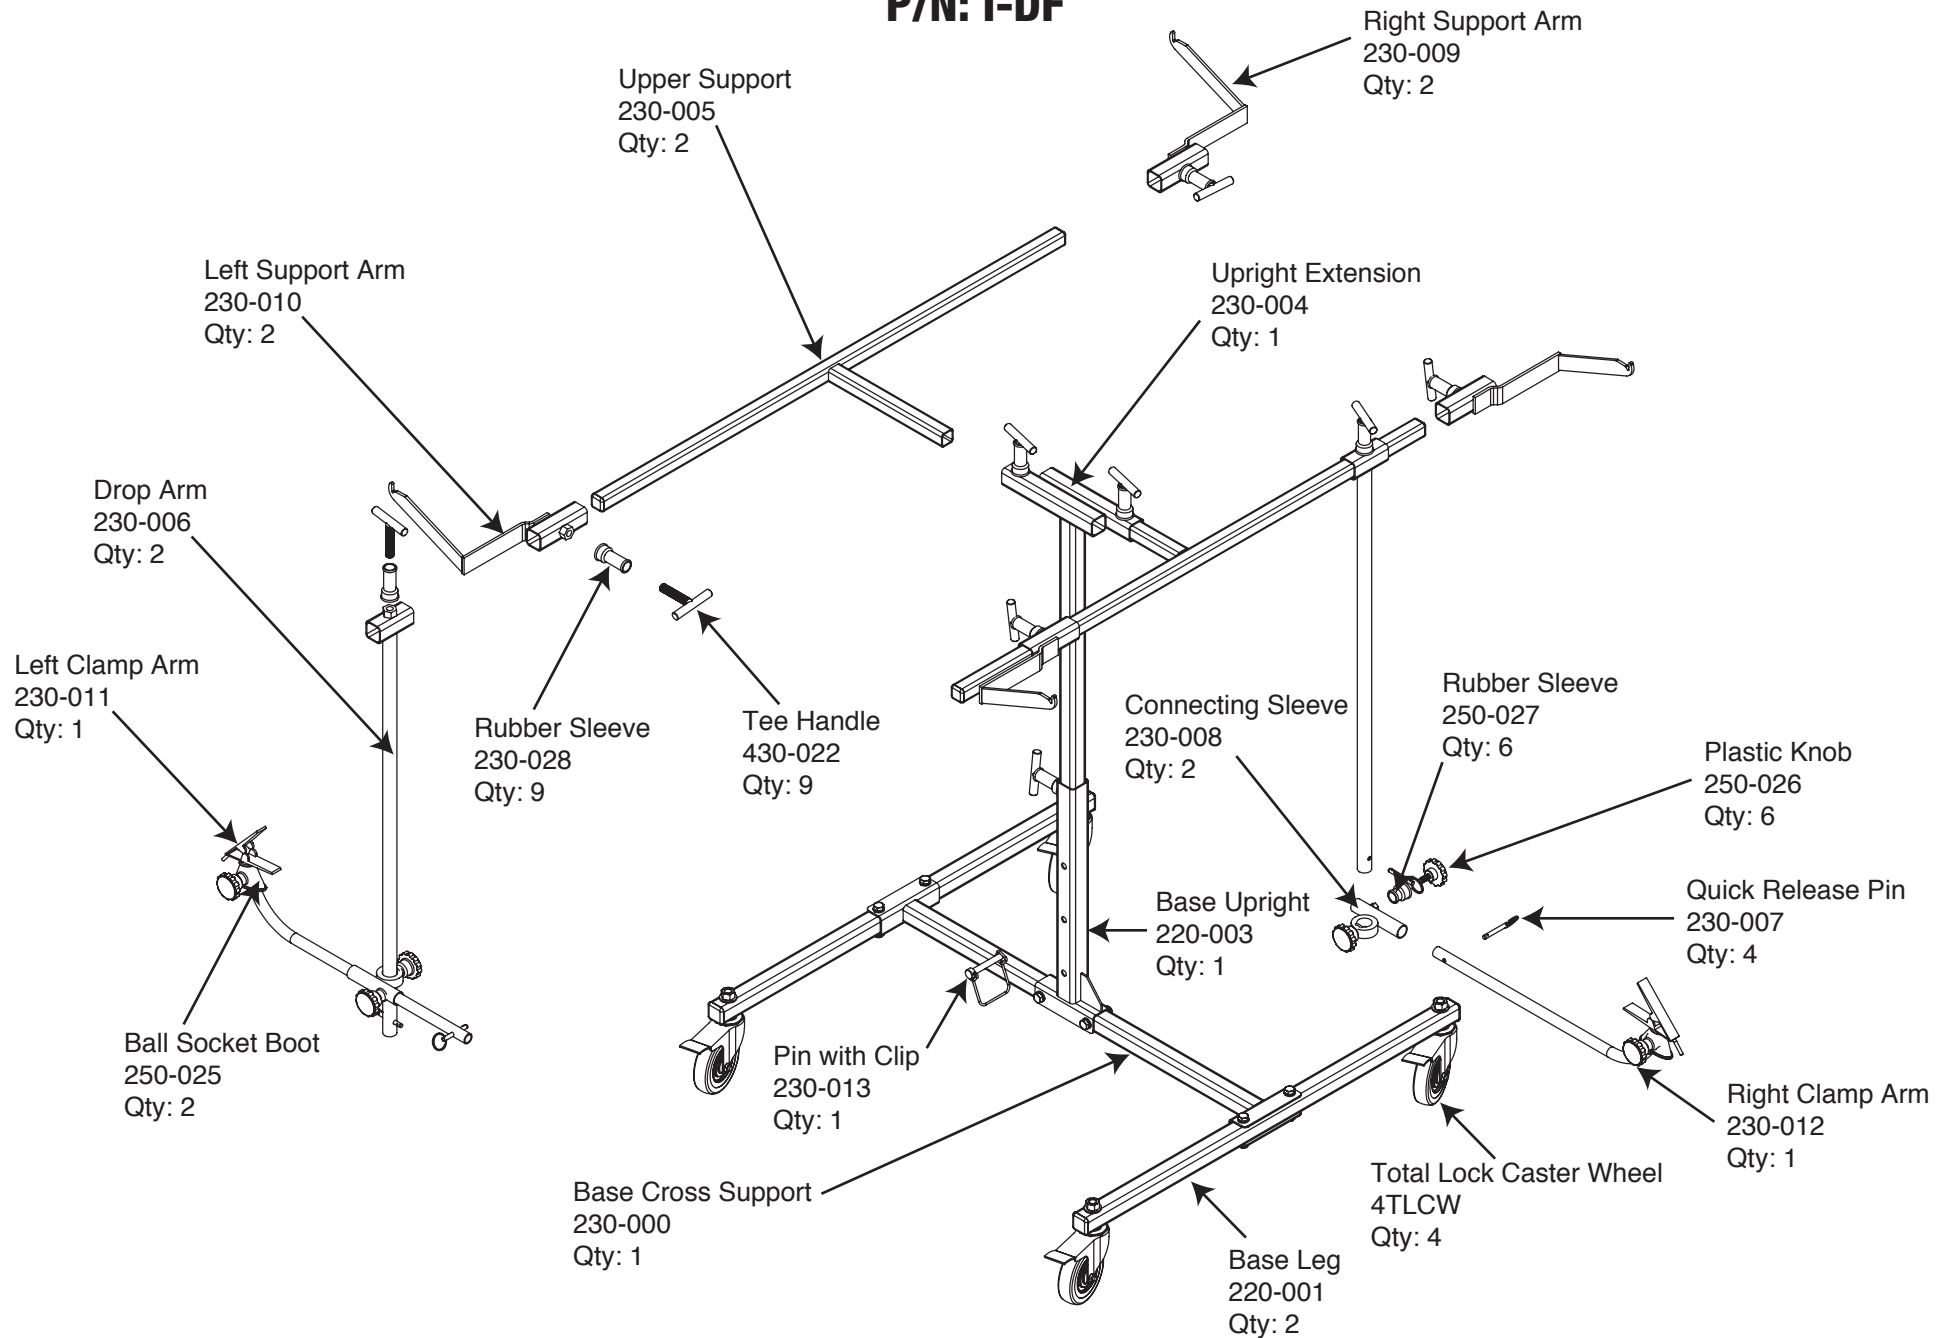 P/N: I-DF
Right Support Arm
230-009
Qty: 2
Upper Support
230-005
Qty: 2
Left Support Arm
230-010
Qty: 2
Upright Extension
230-004
Qty: 1
Drop Arm
230-006
Qty: 2
Left Clamp Arm
230-011
Qty: 1
Rubber Sleeve
230-028
Qty: 9
Tee Handle
430-022
Qty: 9
Connecting Sleeve
230-008
Qty: 2
Rubber Sleeve
250-027
Qty: 6
Plastic Knob
250-026
Qty: 6
Quick Release Pin
230-007
Qty: 4
Base Upright
220-003
Qty: 1
Ball Socket Boot
250-025
Qty: 2
Pin with Clip
230-013
Qty: 1
Right Clamp Arm
230-012
Qty: 1
Total Lock Caster Wheel
4TLCW
Qty: 4
Base Cross Support
230-000
Qty: 1
Base Leg
220-001
Qty: 2